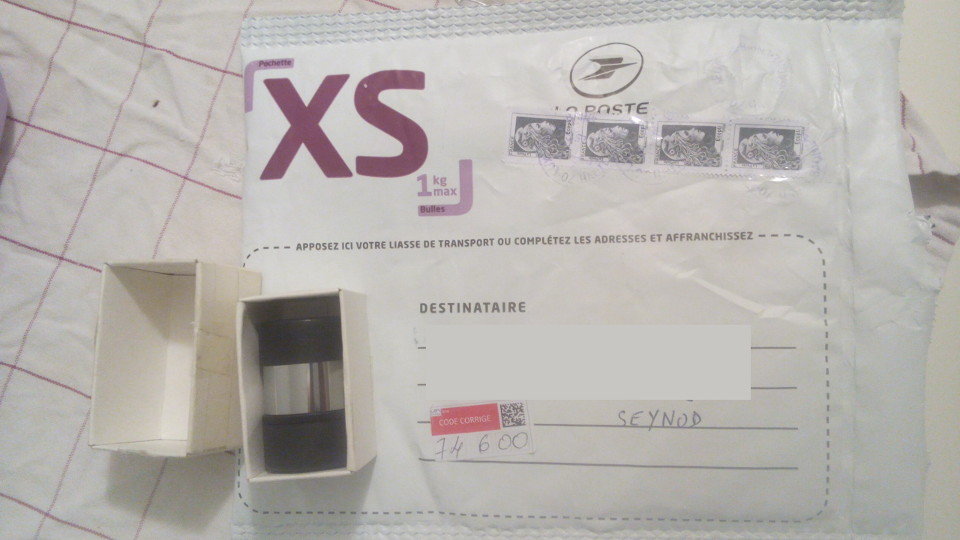 Pochette
XS
1 kg
max
Bulles
LA POSTE
APPOSEZ ICI VOTRE LIASSE DE TRANSPORT OU COMPLÉTEZ LES ADRESSES ET AFFRANCHISSEZ
DESTINATAIRE
SEYNOD
CODE CORRIGE
74 600